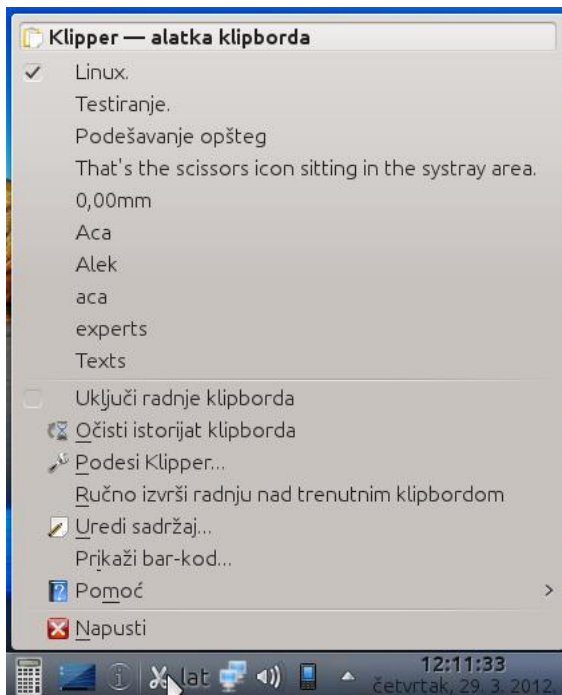 Klipper — alatka klipborda
Linux.
Testiranje.
Podešavanje opšteg
That's the scissors icon sitting in the systray area.
0,00mm
Aca
Alek
aca
experts
Texts
Uključi radnje klipborda
Očisti istorijat klipborda
Podesi Klipper...
Ručno izvrši radnju nad trenutnim klipbordom
Uredi sadržaj...
Prikaži bar-kod...
Pomoć
Napusti
lat
12:11:33
četvrtak, 29. 3. 2012.